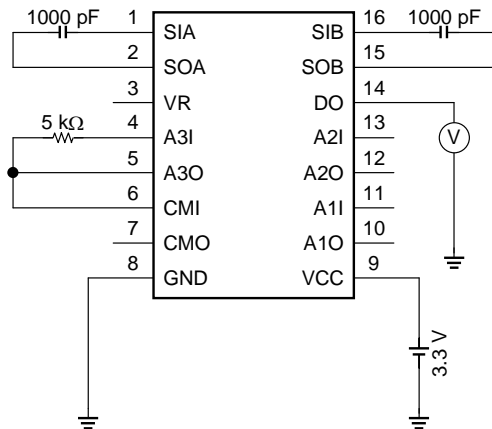 1000 pF 1 16 1000 pF
SIA SIB
2 15
SOA SOB
3 14
VR DO
5 kΩ 4 13
A3I A2I
V
5 12
A3O A2O
6 11
CMI A1I
7 10
CMO A1O
8 9
GND VCC
3.3 V